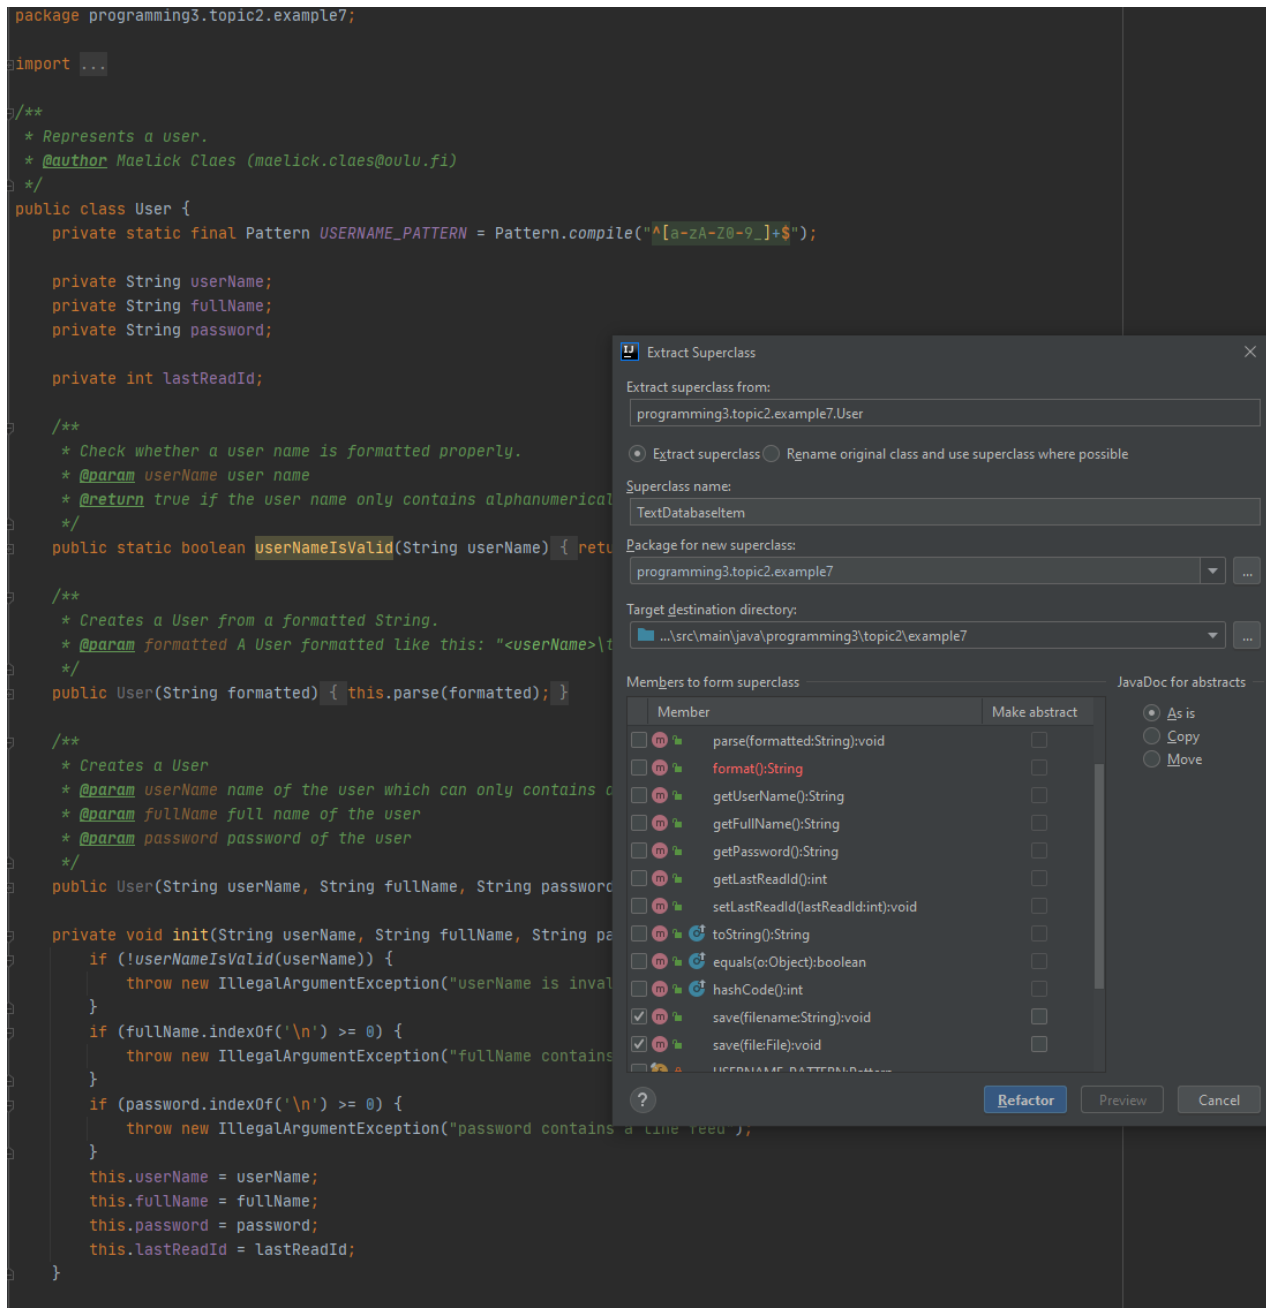 package programming3.topic2.example7;
import ...
/**
* Represents a user.
* @author Maelick Claes (maelick.claes@oulu.fi)
*/
public class User {
private static final Pattern USERNAME_PATTERN = Pattern.compile("^[a-zA-Z0-9_]+$");
private String userName;
private String fullName;
private String password;
private int lastReadId;
/**
* Check whether a user name is formatted properly.
* @param userName user name
* @return true if the user name only contains alphanumerical
*/
public static boolean userNameIsValid(String userName) { retu
/**
* Creates a User from a formatted String.
* @param formatted A User formatted like this: "<userName>\t
*/
public User(String formatted) { this.parse(formatted); }
/**
* Creates a User
* @param userName name of the user which can only contains a
* @param fullName full name of the user
* @param password password of the user
*/
public User(String userName, String fullName, String password
private void init(String userName, String fullName, String pa
if (!userNameIsValid(userName)) {
throw new IllegalArgumentException("userName is inval
}
if (fullName.indexOf('\n') >= 0) {
throw new IllegalArgumentException("fullName contains
}
if (password.indexOf('\n') >= 0) {
throw new IllegalArgumentException("password contains a line feed");
}
this.userName = userName;
this.fullName = fullName;
this.password = password;
this.lastReadId = lastReadId;
}
IJ Extract Superclass
Extract superclass from:
programming3.topic2.example7.User
Extract superclass Rename original class and use superclass where possible
Superclass name:
TextDatabaseItem
Package for new superclass:
programming3.topic2.example7
...
Target destination directory:
...\src\main\java\programming3\topic2\example7
...
Members to form superclass
JavaDoc for abstracts
Member Make abstract
As is
Copy
Move
m parse(formatted:String):void
m format():String
m getUserName():String
m getFullName():String
m getPassword():String
m getLastReadId():int
m setLastReadId(lastReadId:int):void
m toString():String
m equals(o:Object):boolean
m hashCode():int
m save(filename:String):void
m save(file:File):void
USERNAME_PATTERN:Pattern
? Refactor Preview Cancel